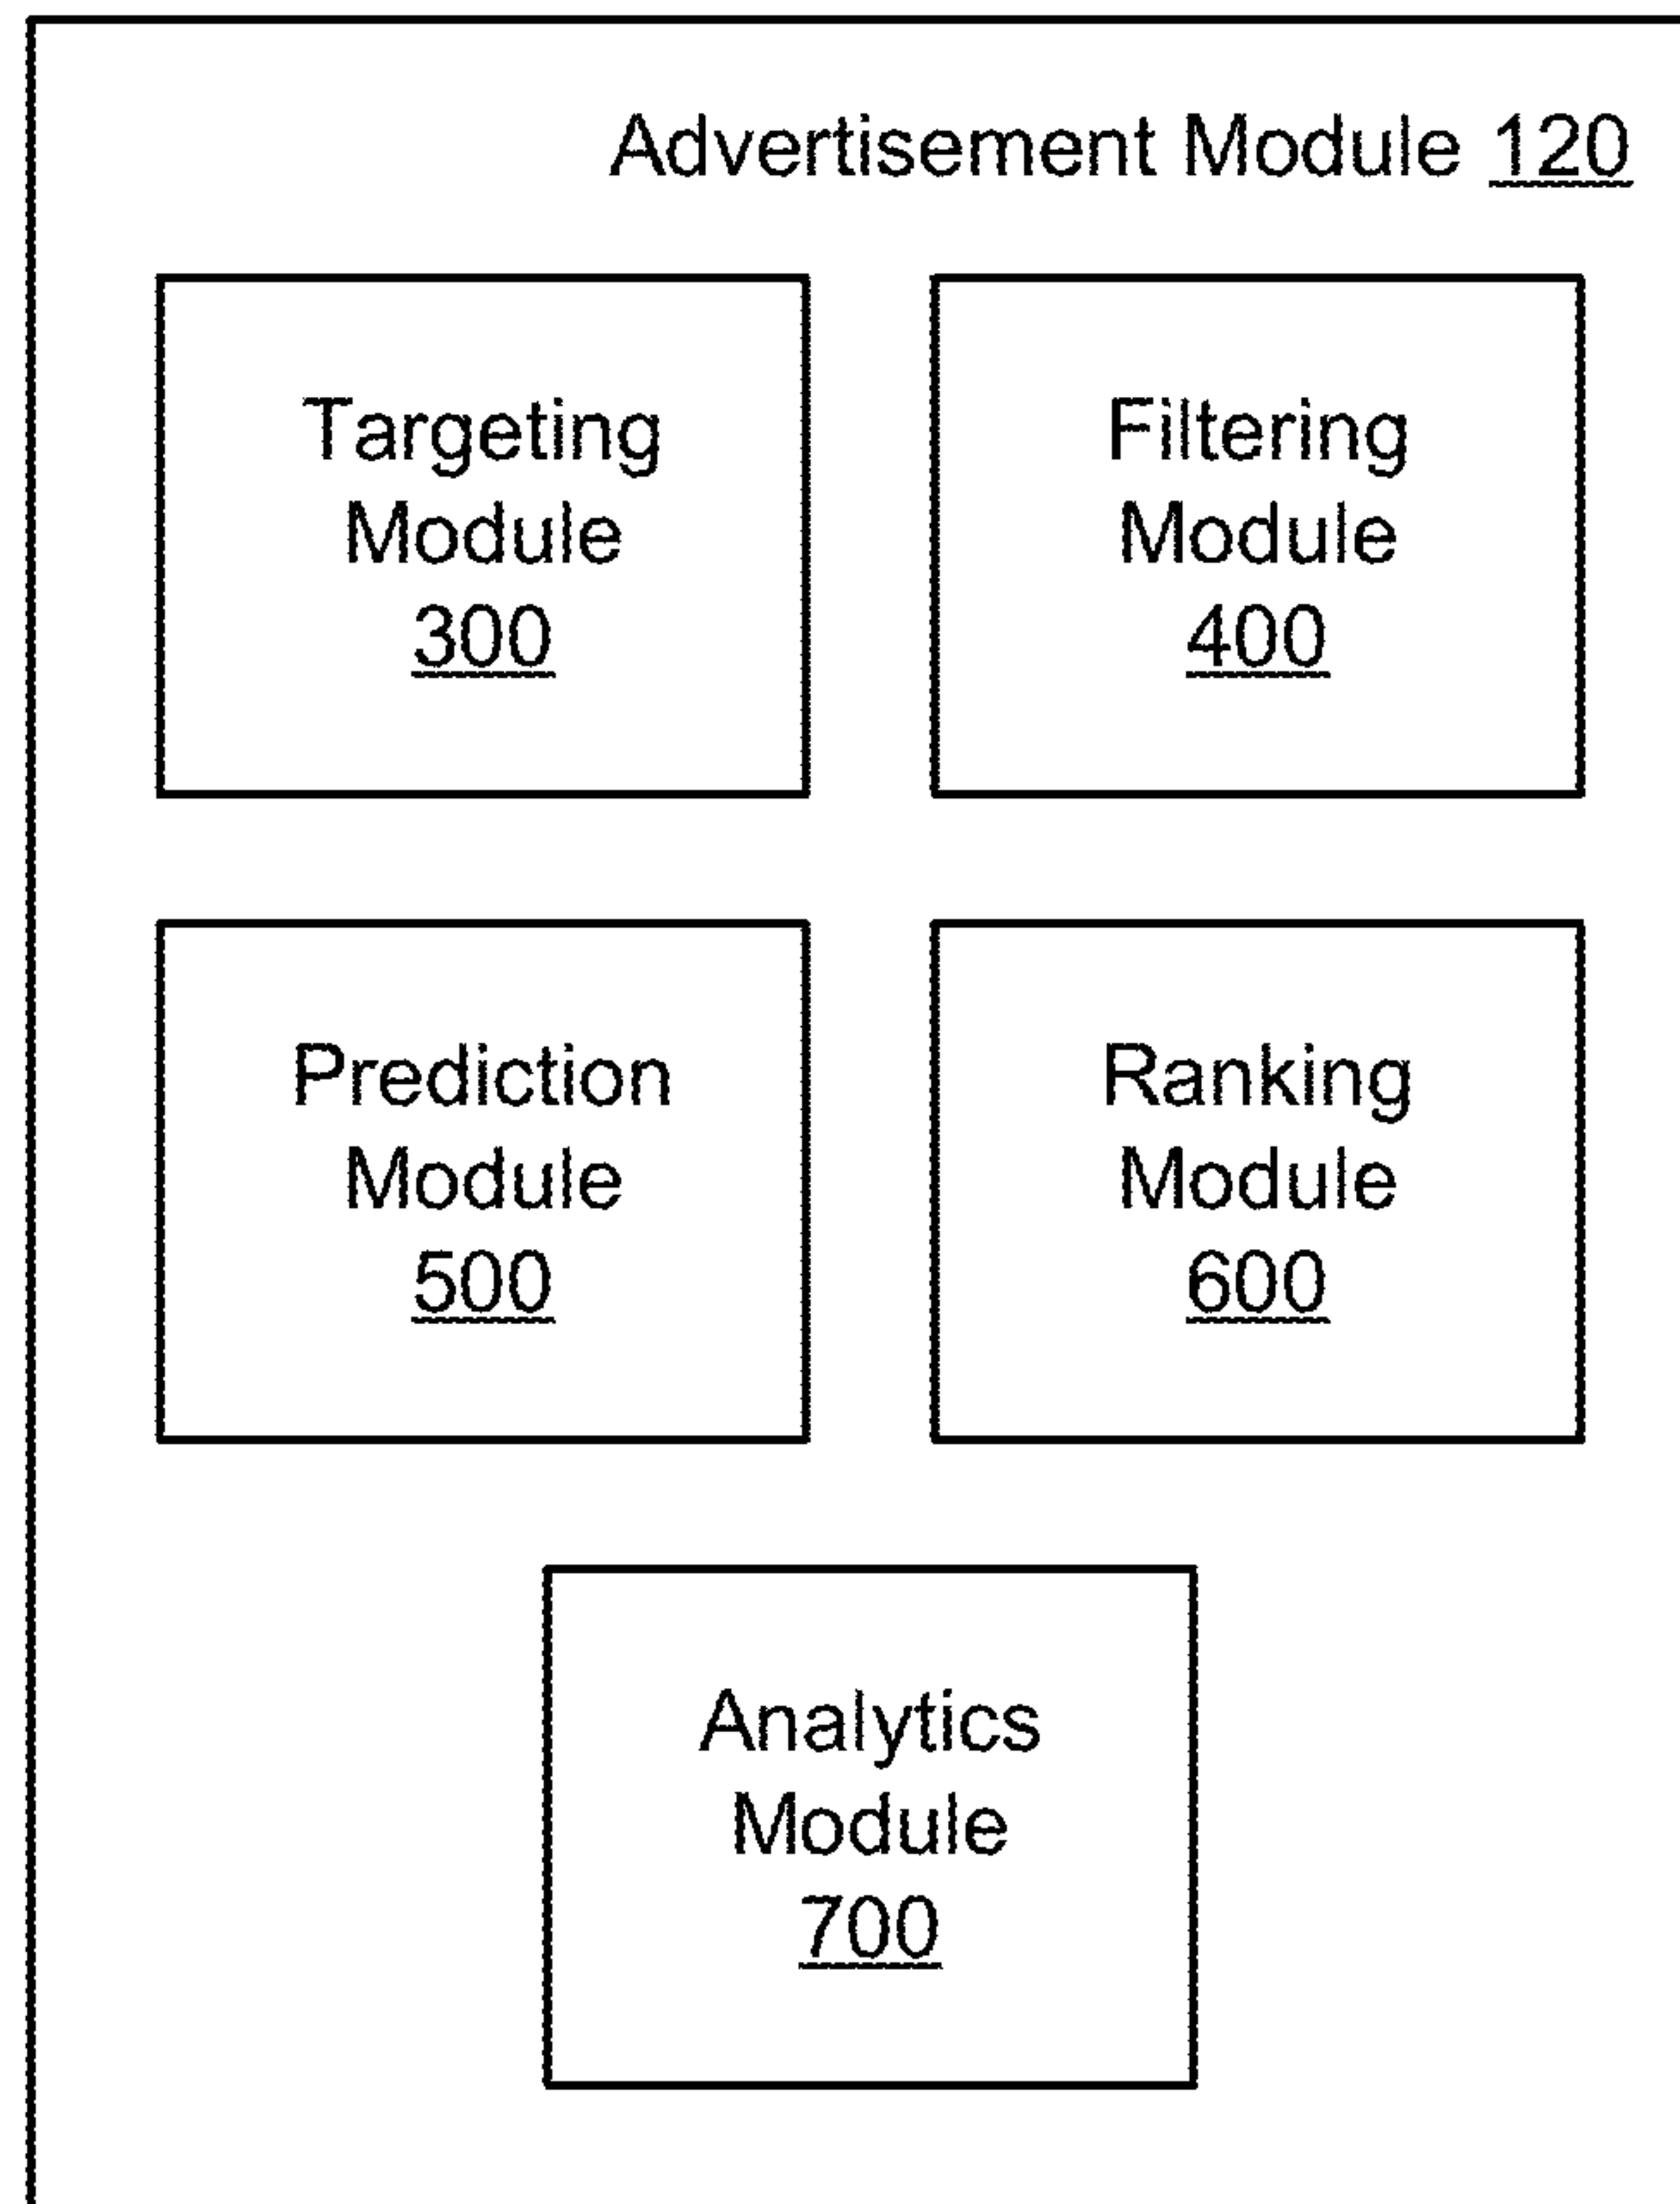 Advertisement Module 120
Targeting
Module
300
Filtering
Module
400
Prediction
Module
500
Ranking
Module
600
Analytics
Module
700